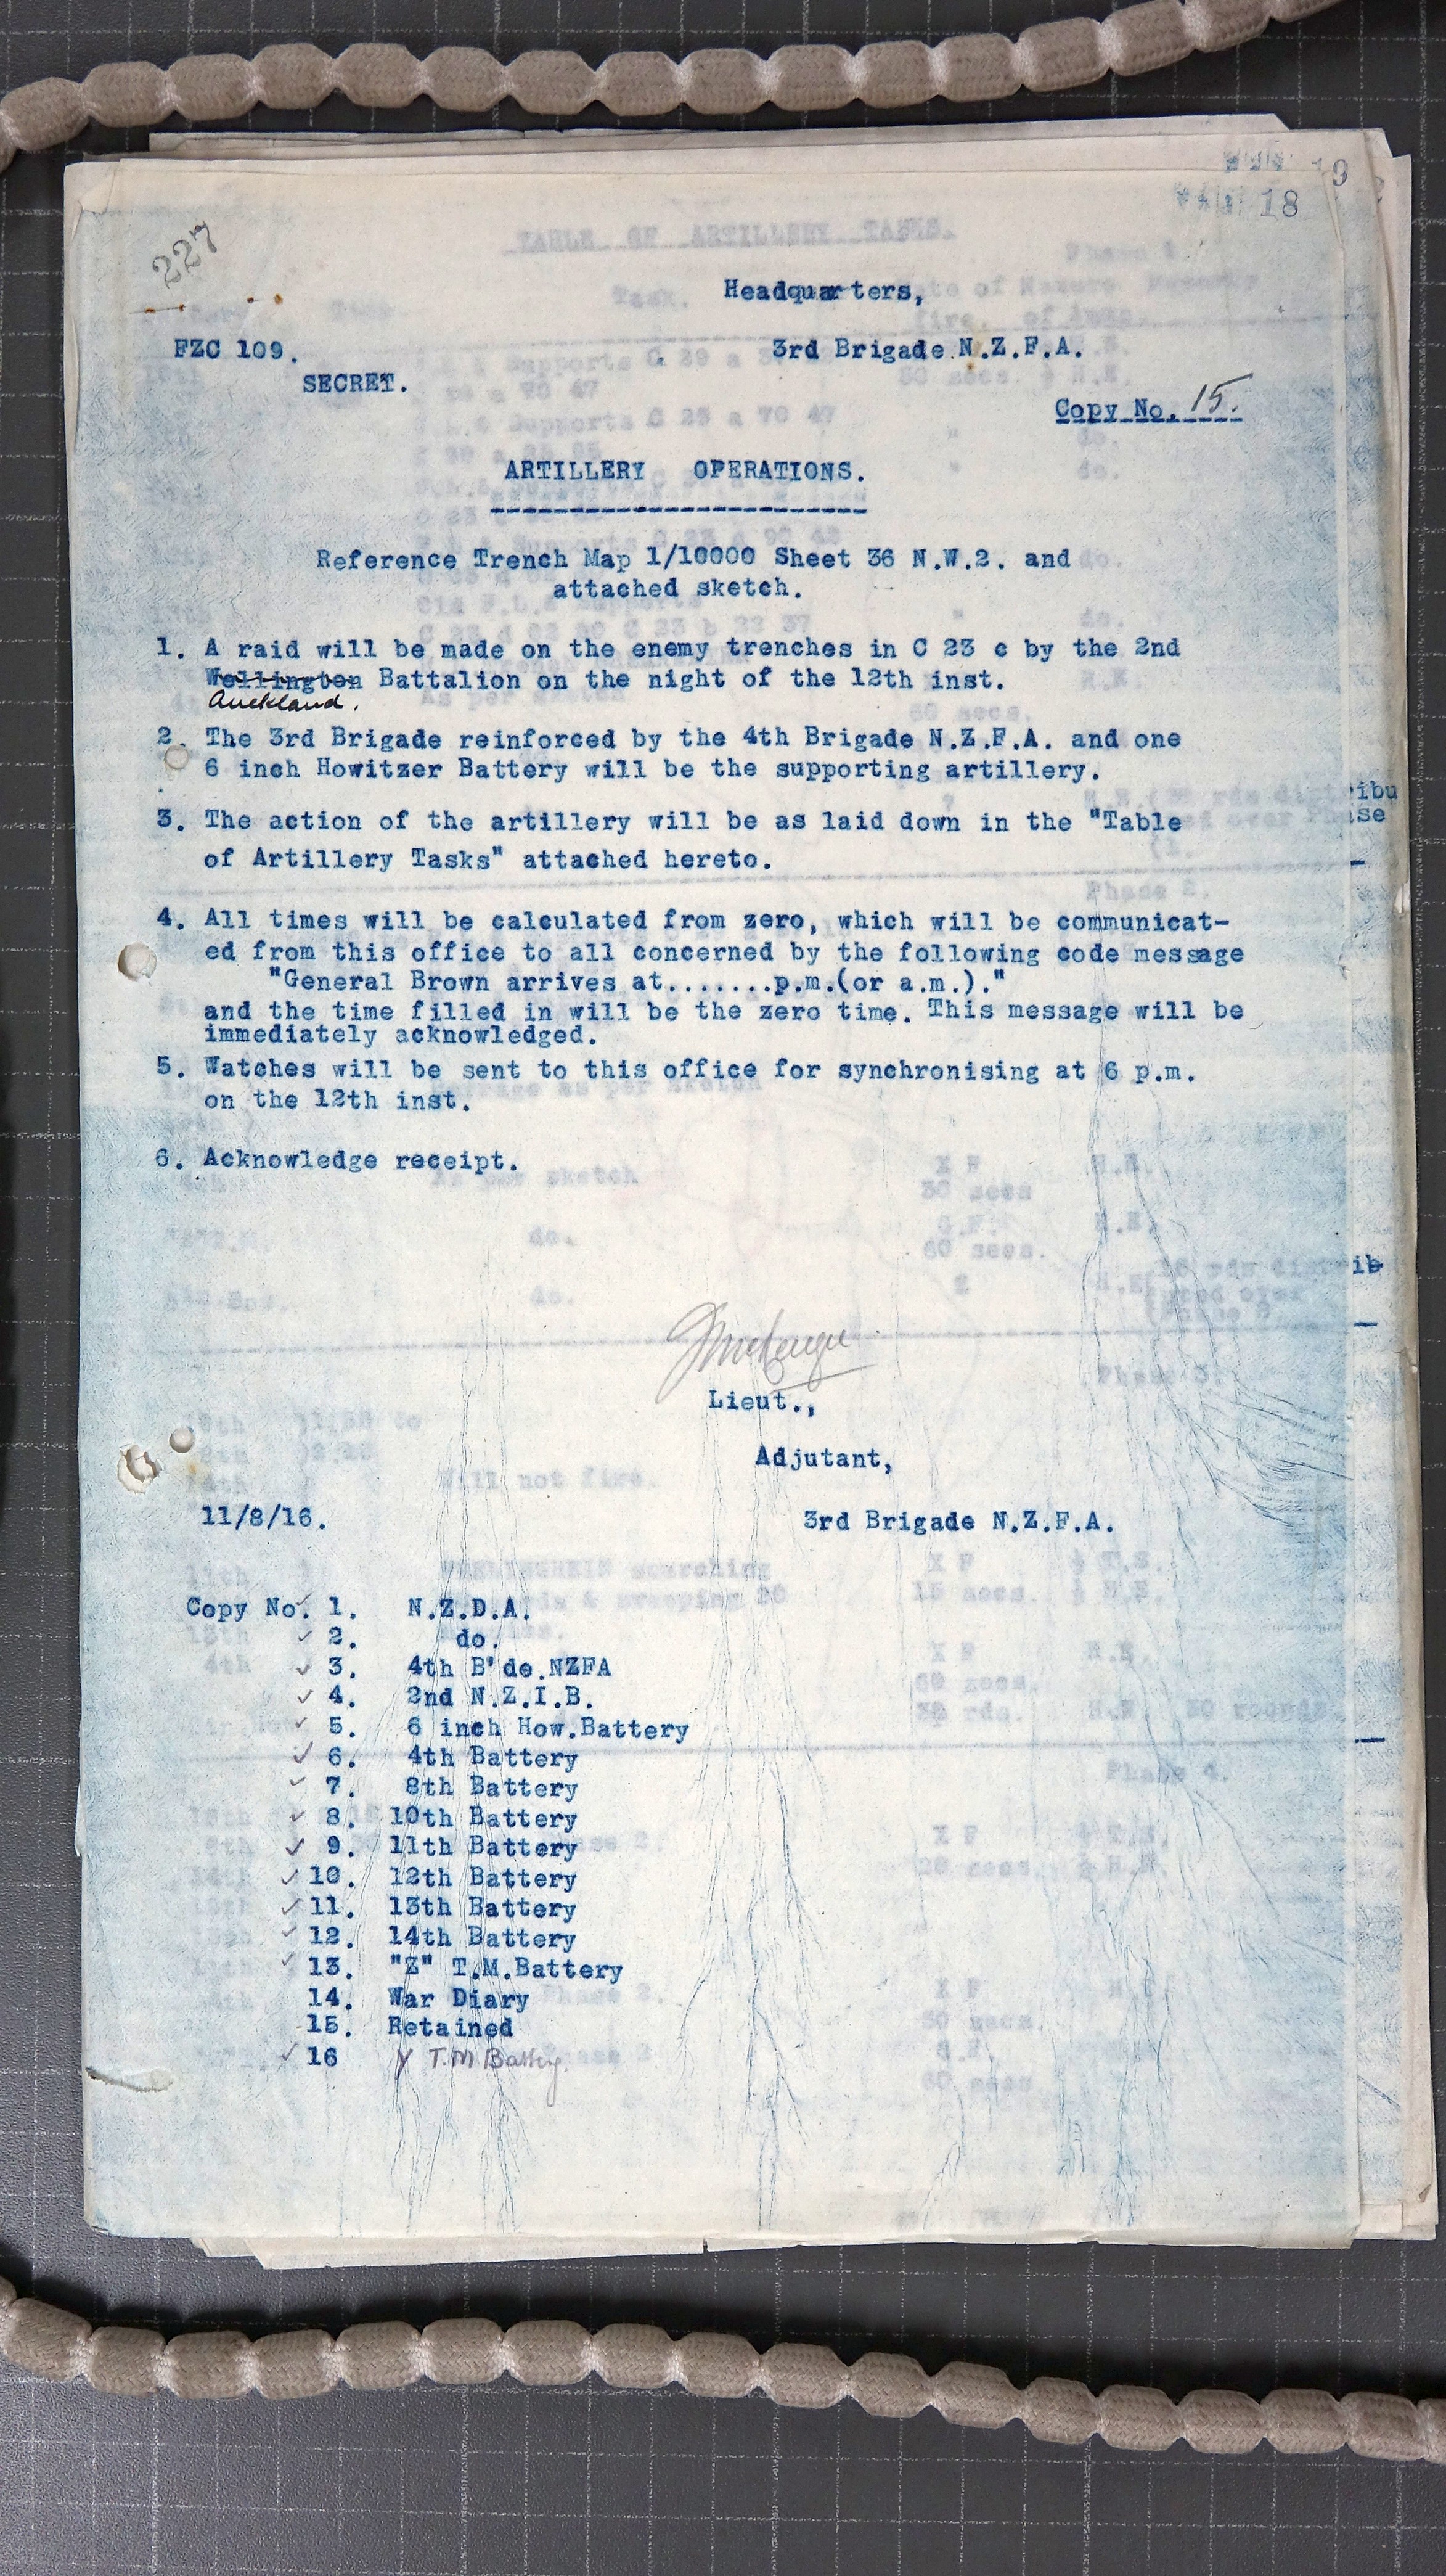 18
227
Headquarters,
FZC 109.
3rd Brigade N.Z.F.A.
SECRET.
Copy No. 15.
ARTILLERY OPERATIONS.
Reference Trench Map 1/10000 Sheet 36 N.W.2. and
attached sketch.
1. A raid will be made on the enemy trenches in C 23 c by the 2nd
Wellington Battalion on the night of the 12th inst.
Auckland.
2. The 3rd Brigade reinforced by the 4th Brigade N.Z.F.A. and one
6 inch Howitzer Battery will be the supporting artillery.
3. The action of the artillery will be as laid down in the "Table
of Artillery Tasks" attached hereto.
4. All times will be calculated from zero, which will be communicat-
ed from this office to all concerned by the following code message
"General Brown arrives at.......p.m.(or a.m.)."
and the time filled in will be the zero time. This message will be
immediately acknowledged.
5. Watches will be sent to this office for synchronising at 6 p.m.
on the 12th inst.
6. Acknowledge receipt.
Lieut.,
Adjutant,
11/8/16.
3rd Brigade N.Z.F.A.
Copy No. 1. N.Z.D.A.
2. do.
3. 4th B'de.NZFA
4. 2nd N.Z.I.B.
5. 6 inch How.Battery
6. 4th Battery
7. 8th Battery
8. 10th Battery
9. 11th Battery
10. 12th Battery
11. 13th Battery
12. 14th Battery
13. "Z" T.M.Battery
14. War Diary
15. Retained
16 Y T.M Battery